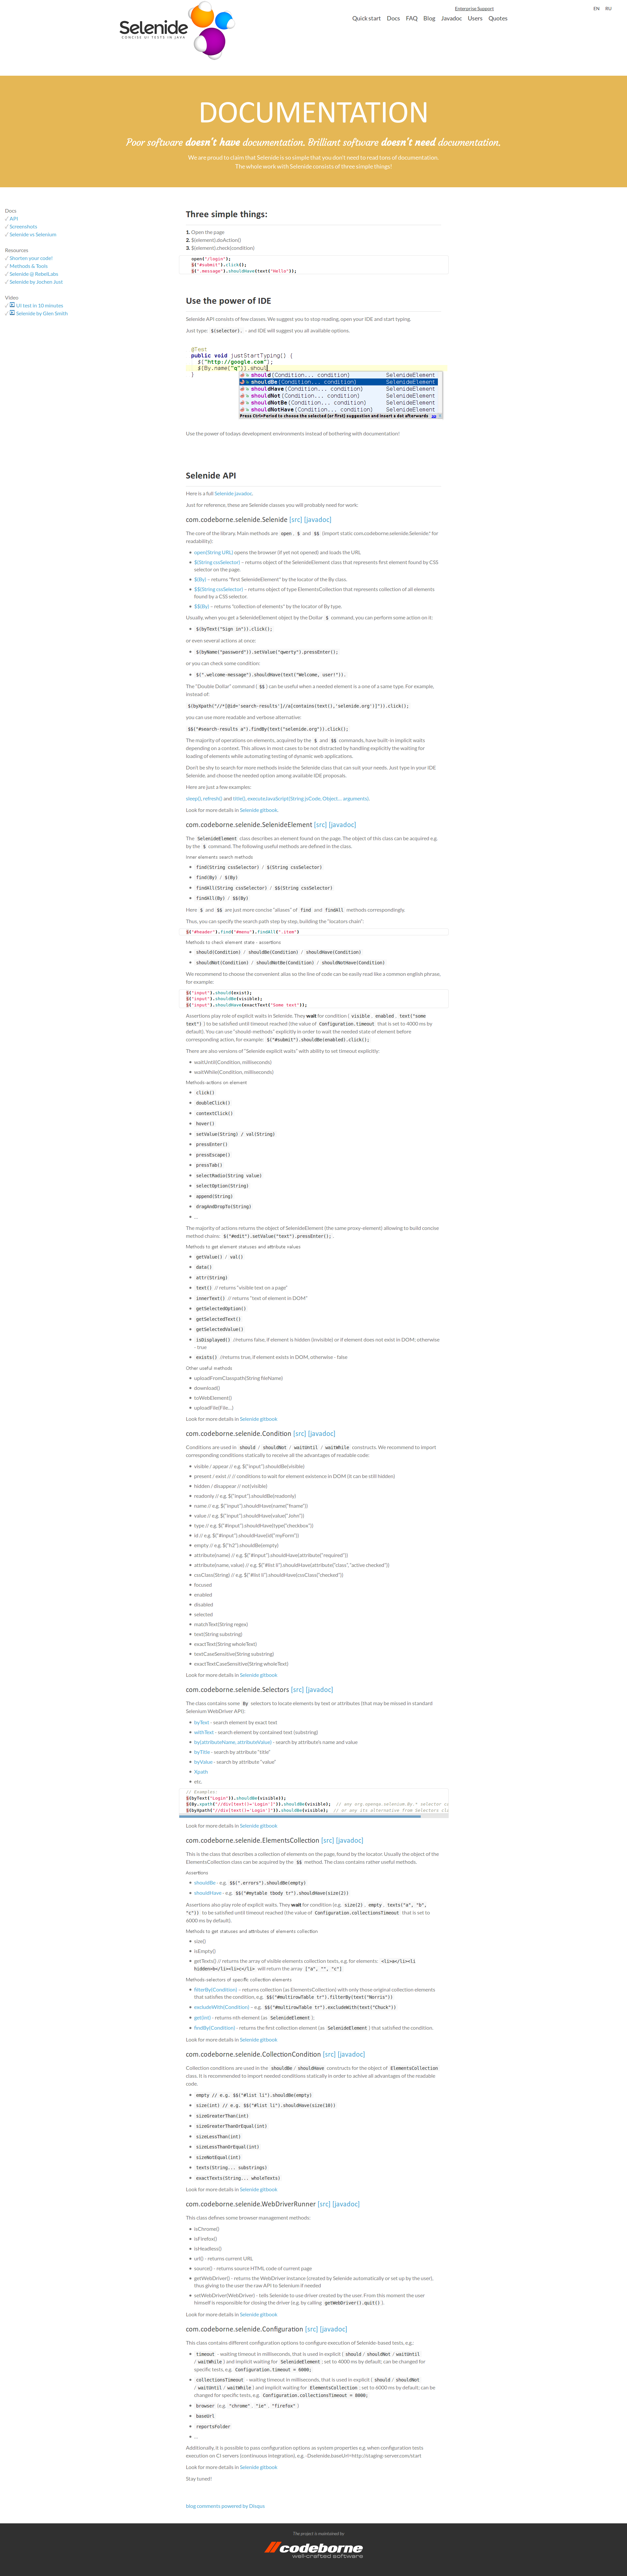 Selenide
CONCISE UI TESTS IN JAVA
Enterprise Support
EN RU
Quick start Docs FAQ Blog Javadoc Users Quotes
DOCUMENTATION
Poor software doesn't have documentation. Brilliant software doesn't need documentation.
We are proud to claim that Selenide is so simple that you don't need to read tons of documentation.
The whole work with Selenide consists of three simple things!
Docs
API
Screenshots
Selenide vs Selenium
Resources
Shorten your code!
Methods & Tools
Selenide @ RebelLabs
Selenide by Jochen Just
Video
UI test in 10 minutes
Selenide by Glen Smith
Three simple things:
1. Open the page
2. $(element).doAction()
3. $(element).check(condition)
open("/login");
$("#submit").click();
$(".message").shouldHave(text("Hello"));
Use the power of IDE
Selenide API consists of few classes. We suggest you to stop reading, open your IDE and start typing.
Just type: $(selector). – and IDE will suggest you all available options.
@Test
public void justStartTyping() {
$("http://google.com");
$(By.name("q")).shoul
}
should(Condition... condition) SelenideElement
shouldBe(Condition... condition) SelenideElement
shouldHave(Condition... condition) SelenideElement
shouldNot(Condition... condition) SelenideElement
shouldNotBe(Condition... condition) SelenideElement
shouldNotHave(Condition... condition) SelenideElement
Press Ctrl+Period to choose the selected (or first) suggestion and insert a dot afterwards
Use the power of todays development environments instead of bothering with documentation!
Selenide API
Here is a full Selenide javadoc.
Just for reference, these are Selenide classes you will probably need for work:
com.codeborne.selenide.Selenide [src] [javadoc]
The core of the library. Main methods are open , $ and $$ (import static com.codeborne.selenide.Selenide.* for
readability):
open(String URL) opens the browser (if yet not opened) and loads the URL
$(String cssSelector) – returns object of the SelenideElement class that represents first element found by CSS
selector on the page.
$(By) – returns "first SelenideElement" by the locator of the By class.
$$(String cssSelector) – returns object of type ElementsCollection that represents collection of all elements
found by a CSS selector.
$$(By) – returns "collection of elements" by the locator of By type.
Usually, when you get a SelenideElement object by the Dollar $ command, you can perform some action on it:
$(byText("Sign in")).click();
or even several actions at once:
$(byName("password")).setValue("qwerty").pressEnter();
or you can check some condition:
$(".welcome-message").shouldHave(text("Welcome, user!")).
The "Double Dollar" command ( $$ ) can be useful when a needed element is a one of a same type. For example,
instead of:
$(byXpath("//*[@id='search-results']//a[contains(text(),'selenide.org')]")).click();
you can use more readable and verbose alternative:
$$("#search-results a").findBy(text("selenide.org")).click();
The majority of operations on elements, acquired by the $ and $$ commands, have built-in implicit waits
depending on a context. This allows in most cases to be not distracted by handling explicitly the waiting for
loading of elements while automating testing of dynamic web applications.
Don't be shy to search for more methods inside the Selenide class that can suit your needs. Just type in your IDE
Selenide. and choose the needed option among available IDE proposals.
Here are just a few examples:
sleep(), refresh() and title(), executeJavaScript(String jsCode, Object... arguments).
Look for more details in Selenide gitbook.
com.codeborne.selenide.SelenideElement [src] [javadoc]
The SelenideElement class describes an element found on the page. The object of this class can be acquired e.g.
by the $ command. The following useful methods are defined in the class.
Inner elements search methods
find(String cssSelector) / $(String cssSelector)
find(By) / $(By)
findAll(String cssSelector) / $$(String cssSelector)
findAll(By) / $$(By)
Here $ and $$ are just more concise "aliases" of find and findAll methods correspondingly.
Thus, you can specify the search path step by step, building the "locators chain":
$("#header").find("#menu").findAll(".item")
Methods to check element state - assertions
should(Condition) / shouldBe(Condition) / shouldHave(Condition)
shouldNot(Condition) / shouldNotBe(Condition) / shouldNotHave(Condition)
We recommend to choose the convenient alias so the line of code can be easily read like a common english phrase,
for example:
$("input").should(exist);
$("input").shouldBe(visible);
$("input").shouldHave(exactText("Some text"));
Assertions play role of explicit waits in Selenide. They wait for condition ( visible , enabled , text("some
text") ) to be satisfied until timeout reached (the value of Configuration.timeout that is set to 4000 ms by
default). You can use "should-methods" explicitly in order to wait the needed state of element before
corresponding action, for example: $("#submit").shouldBe(enabled).click();
There are also versions of "Selenide explicit waits" with ability to set timeout explicitly:
waitUntil(Condition, milliseconds)
waitWhile(Condition, milliseconds)
Methods-actions on element
click()
doubleClick()
contextClick()
hover()
setValue(String) / val(String)
pressEnter()
pressEscape()
pressTab()
selectRadio(String value)
selectOption(String)
append(String)
dragAndDropTo(String)
...
The majority of actions returns the object of SelenideElement (the same proxy-element) allowing to build concise
method chains: $("#edit").setValue("text").pressEnter(); .
Methods to get element statuses and attribute values
getValue() / val()
data()
attr(String)
text() // returns "visible text on a page"
innerText() // returns "text of element in DOM"
getSelectedOption()
getSelectedText()
getSelectedValue()
isDisplayed() //returns false, if element is hidden (invisible) or if element does not exist in DOM; otherwise
- true
exists() //returns true, if element exists in DOM, otherwise - false
Other useful methods
uploadFromClasspath(String fileName)
download()
toWebElement()
uploadFile(File...)
Look for more details in Selenide gitbook
com.codeborne.selenide.Condition [src] [javadoc]
Conditions are used in should / shouldNot / waitUntil / waitWhile constructs. We recommend to import
corresponding conditions statically to receive all the advantages of readable code.
visible / appear // e.g. $("input").shouldBe(visible)
present / exist // // conditions to wait for element existence in DOM (it can be still hidden)
hidden / disappear // not(visible)
readonly // e.g. $("input").shouldBe(readonly)
name // e.g. $("input").shouldHave(name("fname"))
value // e.g. $("input").shouldHave(value("John"))
type // e.g. $("#input").shouldHave(type("checkbox"))
id // e.g. $("#input").shouldHave(id("myForm"))
empty // e.g. $("h2").shouldBe(empty)
attribute(name) // e.g. $("#input").shouldHave(attribute("required"))
attribute(name, value) // e.g. $("#list li").shouldHave(attribute("class", "active checked"))
cssClass(String) // e.g. $("#list li").shouldHave(cssClass("checked"))
focused
enabled
disabled
selected
matchText(String regex)
text(String substring)
exactText(String wholeText)
textCaseSensitive(String substring)
exactTextCaseSensitive(String wholeText)
Look for more details in Selenide gitbook
com.codeborne.selenide.Selectors [src] [javadoc]
The class contains some By selectors to locate elements by text or attributes (that may be missed in standard
Selenium WebDriver API):
byText - search element by exact text
withText - search element by contained text (substring)
by(attributeName, attributeValue) - search by attribute's name and value
byTitle - search by attribute "title"
byValue - search by attribute "value"
Xpath
etc.
// Examples:
$(byText("Login")).shouldBe(visible);
$(By.xpath("//div[text()='Login']")).shouldBe(visible); // any org.openqa.selenium.By.* selector ca
$(byXpath("//div[text()='Login']")).shouldBe(visible); // or any its alternative from Selectors cla
Look for more details in Selenide gitbook
com.codeborne.selenide.ElementsCollection [src] [javadoc]
This is the class that describes a collection of elements on the page, found by the locator. Usually the object of the
ElementsCollection class can be acquired by the $$ method. The class contains rather useful methods.
Assertions
shouldBe - e.g. $$(".errors").shouldBe(empty)
shouldHave - e.g. $$("#mytable tbody tr").shouldHave(size(2))
Assertions also play role of explicit waits. They wait for condition (e.g. size(2) , empty , texts("a", "b",
"c")) to be satisfied until timeout reached (the value of Configuration.collectionsTimeout that is set to
6000 ms by default).
Methods to get statuses and attributes of elements collection
size()
isEmpty()
getTexts() // returns the array of visible elements collection texts, e.g. for elements: <li>a</li><li
hidden>b</li><li>c</li> will return the array ["a", "", "c"]
Methods-selectors of specific collection elements
filterBy(Condition) – returns collection (as ElementsCollection) with only those original collection elements
that satisfies the condition, e.g. $$("#multirowTable tr").filterBy(text("Norris"))
excludeWith(Condition) – e.g. $$("#multirowTable tr").excludeWith(text("Chuck"))
get(int) - returns nth element (as SelenideElement );
findBy(Condition) - returns the first collection element (as SelenideElement ) that satisfied the condition.
Look for more details in Selenide gitbook
com.codeborne.selenide.CollectionCondition [src] [javadoc]
Collection conditions are used in the shouldBe / shouldHave constructs for the object of ElementsCollection
class. It is recommended to import needed conditions statically in order to achive all advantages of the readable
code.
empty // e.g. $$("#list li").shouldBe(empty)
size(int) // e.g. $$("#list li").shouldHave(size(10))
sizeGreaterThan(int)
sizeGreaterThanOrEqual(int)
sizeLessThan(int)
sizeLessThanOrEqual(int)
sizeNotEqual(int)
texts(String... substrings)
exactTexts(String... wholeTexts)
Look for more details in Selenide gitbook
com.codeborne.selenide.WebDriverRunner [src] [javadoc]
This class defines some browser management methods:
isChrome()
isFirefox()
isHeadless()
url() - returns current URL
source() - returns source HTML code of current page
getWebDriver() - returns the WebDriver instance (created by Selenide automatically or set up by the user),
thus giving to the user the raw API to Selenium if needed
setWebDriver(WebDriver) - tells Selenide to use driver created by the user. From this moment the user
himself is responsible for closing the driver (e.g. by calling getWebDriver().quit() ).
Look for more details in Selenide gitbook
com.codeborne.selenide.Configuration [src] [javadoc]
This class contains different configuration options to configure execution of Selenide-based tests, e.g.:
timeout - waiting timeout in milliseconds, that is used in explicit ( should / shouldNot / waitUntil
/ waitWhile ) and implicit waiting for SelenideElement ; set to 4000 ms by default; can be changed for
specific tests, e.g. Configuration.timeout = 6000;
collectionsTimeout - waiting timeout in milliseconds, that is used in explicit ( should / shouldNot
/ waitUntil / waitWhile ) and implicit waiting for ElementsCollection ; set to 6000 ms by default; can be
changed for specific tests, e.g. Configuration.collectionsTimeout = 8000;
browser (e.g. "chrome" , "ie" , "firefox" )
baseUrl
reportsFolder
...
Additionally, it is possible to pass configuration options as system properties e.g. when configuration tests
execution on CI servers (continuous integration), e.g. -Dselenide.baseUrl=http://staging-server.com/start
Look for more details in Selenide gitbook
Stay tuned!
blog comments powered by Disqus
The project is maintained by
codeborne
well-crafted software